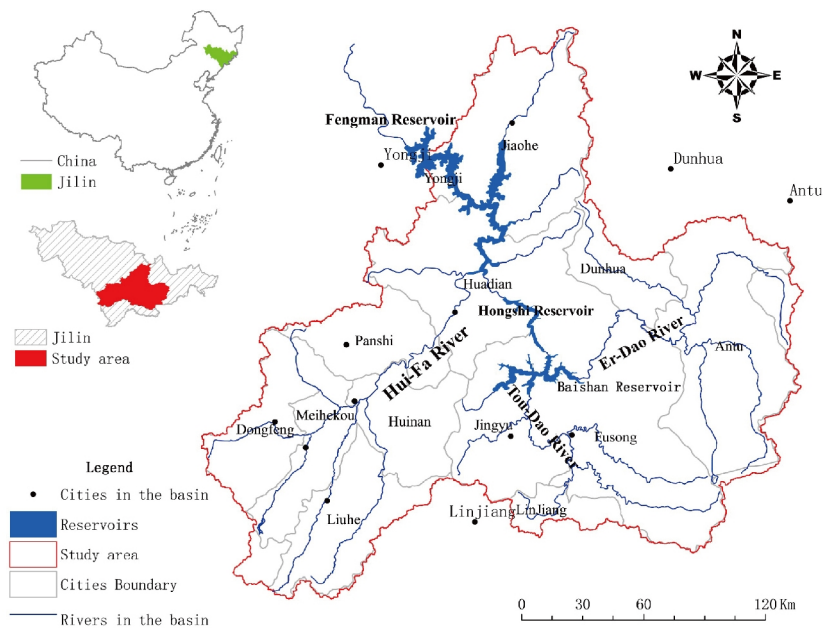 N
W
E
S
Fengman Reservoir
Jiaohe
Yongji
Yongji
Dunhua
Antu
China
Jilin
Dunhua
Huadian
Hongshi Reservoir
Jilin
Study area
Panshi
Hui-Fa River
Er-Dao River
Antu
Baishan Reservoir
Meihekou
Huinan
Tou-Dao River
Dongfeng
Jingyu
Fusong
Legend
Cities in the basin
Reservoirs
Study area
Cities Boundary
Rivers in the basin
Liuhe
Linjiang
LinJiang
0 30 60 120 Km